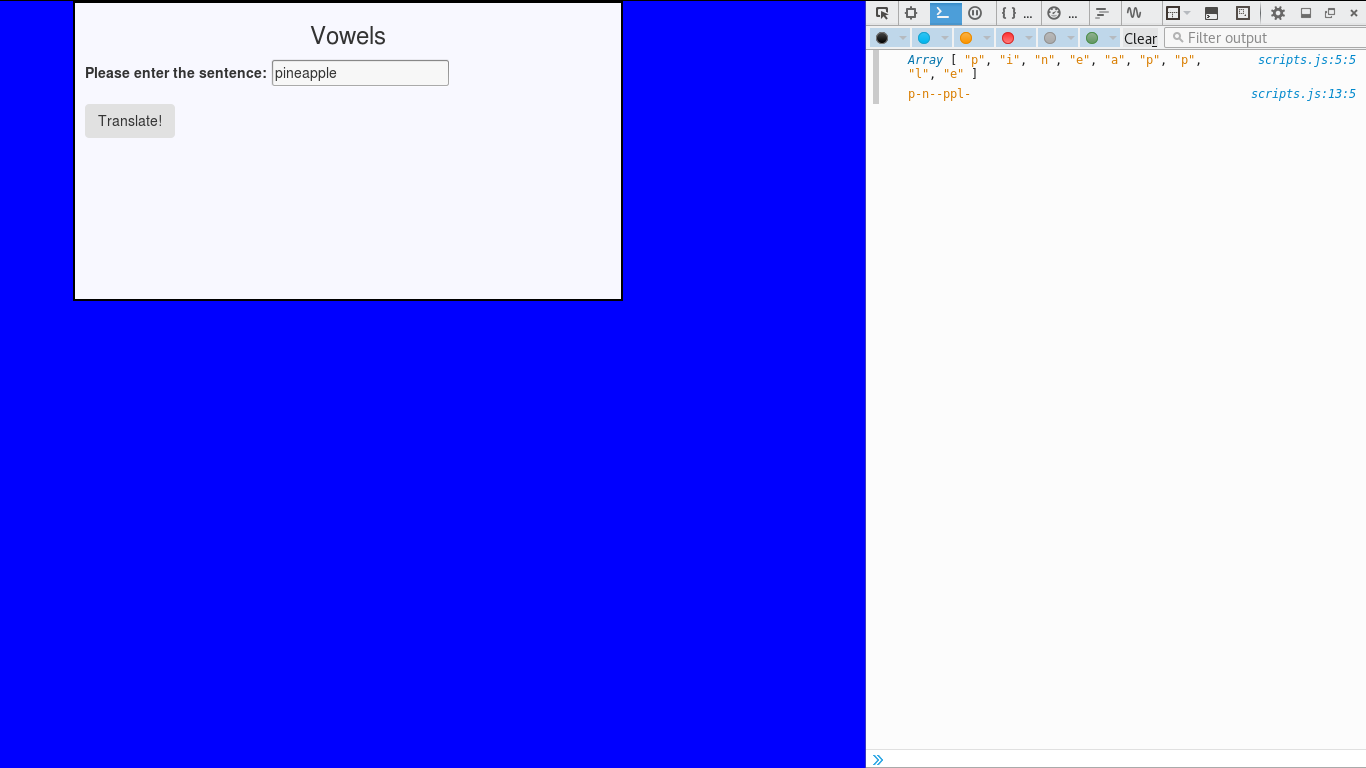 Vowels
Please enter the sentence: pineapple
Translate!
{ } ... ...
Clear Filter output
Array [ "p", "i", "n", "e", "a", "p", "p", scripts.js:5:5
"l", "e" ]
p-n--ppl- scripts.js:13:5